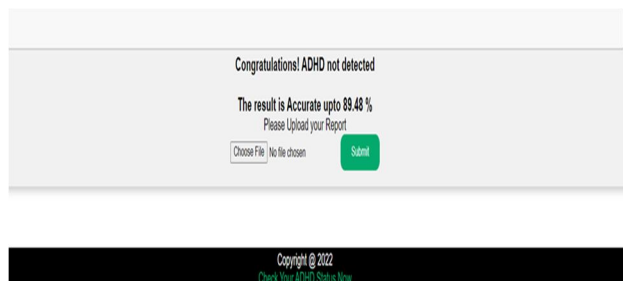 Congratulations! ADHD not detected
The result is Accurate upto 89.48 %
Please Upload your Report
Choose File No file chosen Submit
Copyright @ 2022
Check Your ADHD Status Now